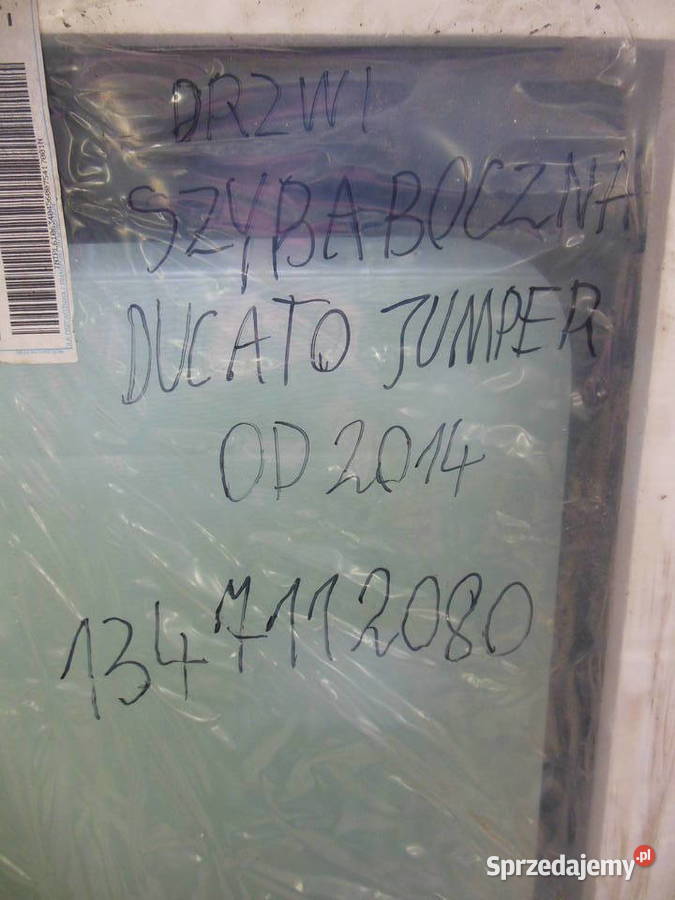 DRZWI
SZYBA BOCZNA
DUCATO JUMPER
OD 2014
1347112080
Sprzedajemy.pl